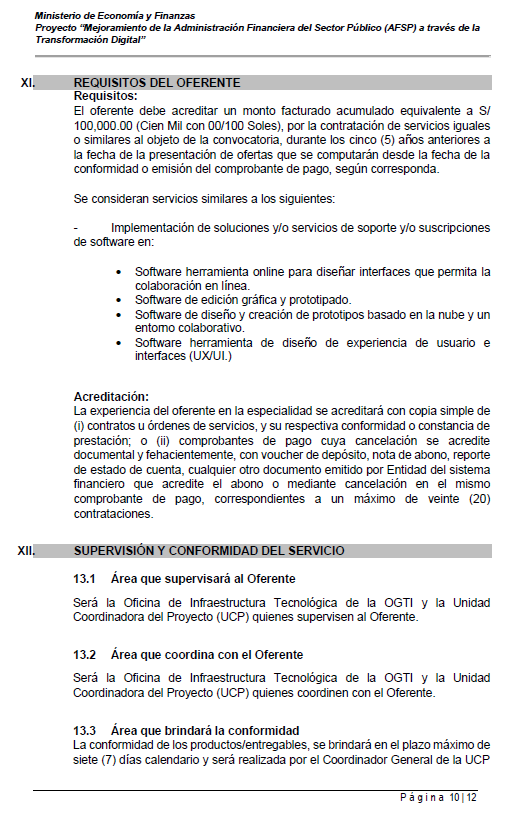 Ministerio de Economía y Finanzas
Proyecto “Mejoramiento de la Administración Financiera del Sector Público (AFSP) a través de la
Transformación Digital”
XI. REQUISITOS DEL OFERENTE
Requisitos:
El oferente debe acreditar un monto facturado acumulado equivalente a S/
100,000.00 (Cien Mil con 00/100 Soles), por la contratación de servicios iguales
o similares al objeto de la convocatoria, durante los cinco (5) años anteriores a
la fecha de la presentación de ofertas que se computarán desde la fecha de la
conformidad o emisión del comprobante de pago, según corresponda.
Se consideran servicios similares a los siguientes:
- Implementación de soluciones y/o servicios de soporte y/o suscripciones
de software en:
• Software herramienta online para diseñar interfaces que permita la
colaboración en línea.
• Software de edición gráfica y prototipado.
• Software de diseño y creación de prototipos basado en la nube y un
entorno colaborativo.
• Software herramienta de diseño de experiencia de usuario e
interfaces (UX/UI.)
Acreditación:
La experiencia del oferente en la especialidad se acreditará con copia simple de
(i) contratos u órdenes de servicios, y su respectiva conformidad o constancia de
prestación; o (ii) comprobantes de pago cuya cancelación se acredite
documental y fehacientemente, con voucher de depósito, nota de abono, reporte
de estado de cuenta, cualquier otro documento emitido por Entidad del sistema
financiero que acredite el abono o mediante cancelación en el mismo
comprobante de pago, correspondientes a un máximo de veinte (20)
contrataciones.
XII. SUPERVISIÓN Y CONFORMIDAD DEL SERVICIO
13.1 Área que supervisará al Oferente
Será la Oficina de Infraestructura Tecnológica de la OGTI y la Unidad
Coordinadora del Proyecto (UCP) quienes supervisen al Oferente.
13.2 Área que coordina con el Oferente
Será la Oficina de Infraestructura Tecnológica de la OGTI y la Unidad
Coordinadora del Proyecto (UCP) quienes coordinen con el Oferente.
13.3 Área que brindará la conformidad
La conformidad de los productos/entregables, se brindará en el plazo máximo de
siete (7) días calendario y será realizada por el Coordinador General de la UCP
Página 10|12